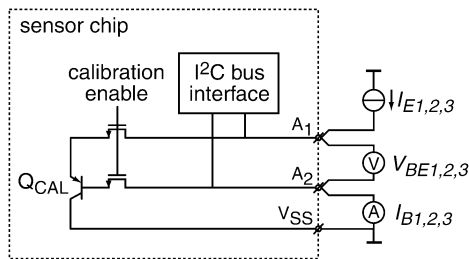 sensor chip
calibration
enable
I²C bus
interface
A₁
I_E1,2,3
V
V_BE1,2,3
Q_CAL
A₂
A
I_B1,2,3
V_SS